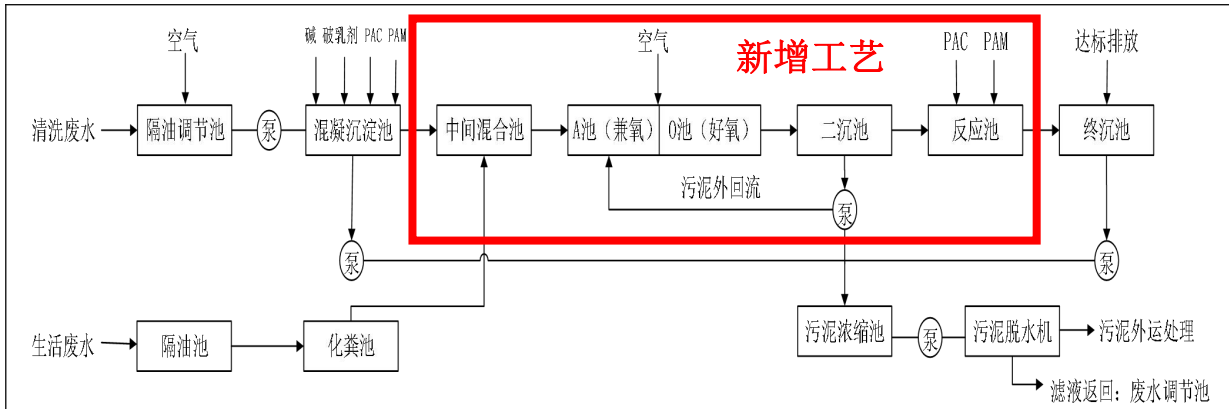 空气
碱 破乳剂 PAC PAM
空气
新增工艺
PAC PAM
达标排放
清洗废水
隔油调节池
泵
混凝沉淀池
中间混合池
A池（兼氧）
O池（好氧）
二沉池
反应池
终沉池
污泥外回流
泵
泵
泵
生活废水
隔油池
化粪池
污泥浓缩池
泵
污泥脱水机
污泥外运处理
滤液返回：废水调节池